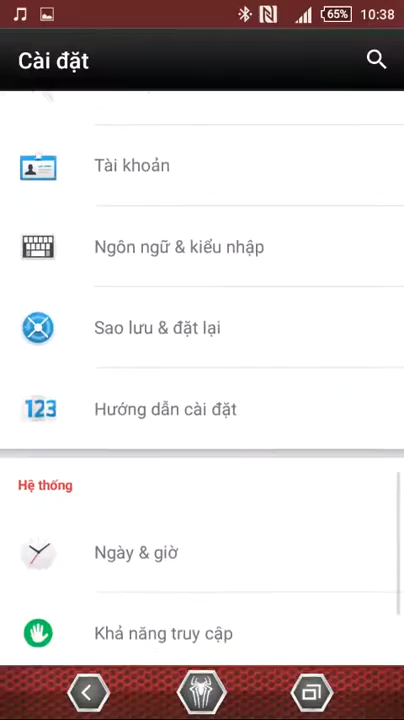 65%
10:38
Cài đặt
Tài khoản
Ngôn ngữ & kiểu nhập
Sao lưu & đặt lại
123
Hướng dẫn cài đặt
Hệ thống
Ngày & giờ
Khả năng truy cập